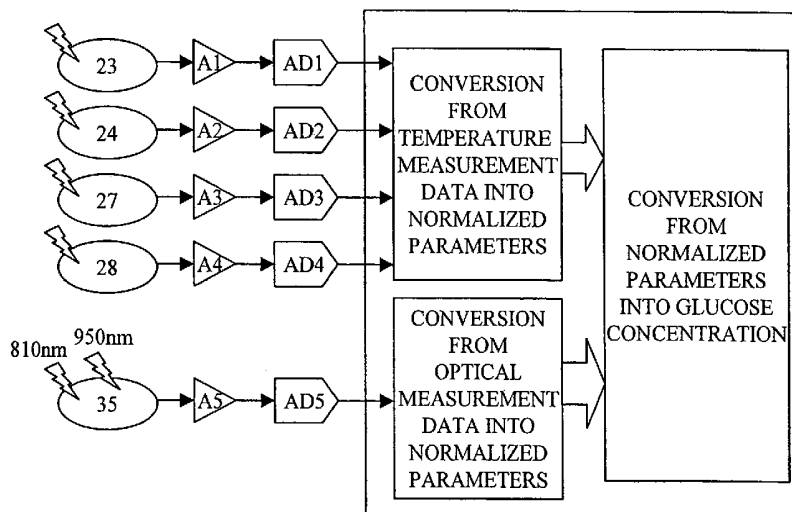 23
A1
AD1
24
A2
AD2
27
A3
AD3
28
A4
AD4
CONVERSION
FROM
TEMPERATURE
MEASUREMENT
DATA INTO
NORMALIZED
PARAMETERS
810nm
950nm
35
A5
AD5
CONVERSION
FROM
OPTICAL
MEASUREMENT
DATA INTO
NORMALIZED
PARAMETERS
CONVERSION
FROM
NORMALIZED
PARAMETERS
INTO GLUCOSE
CONCENTRATION